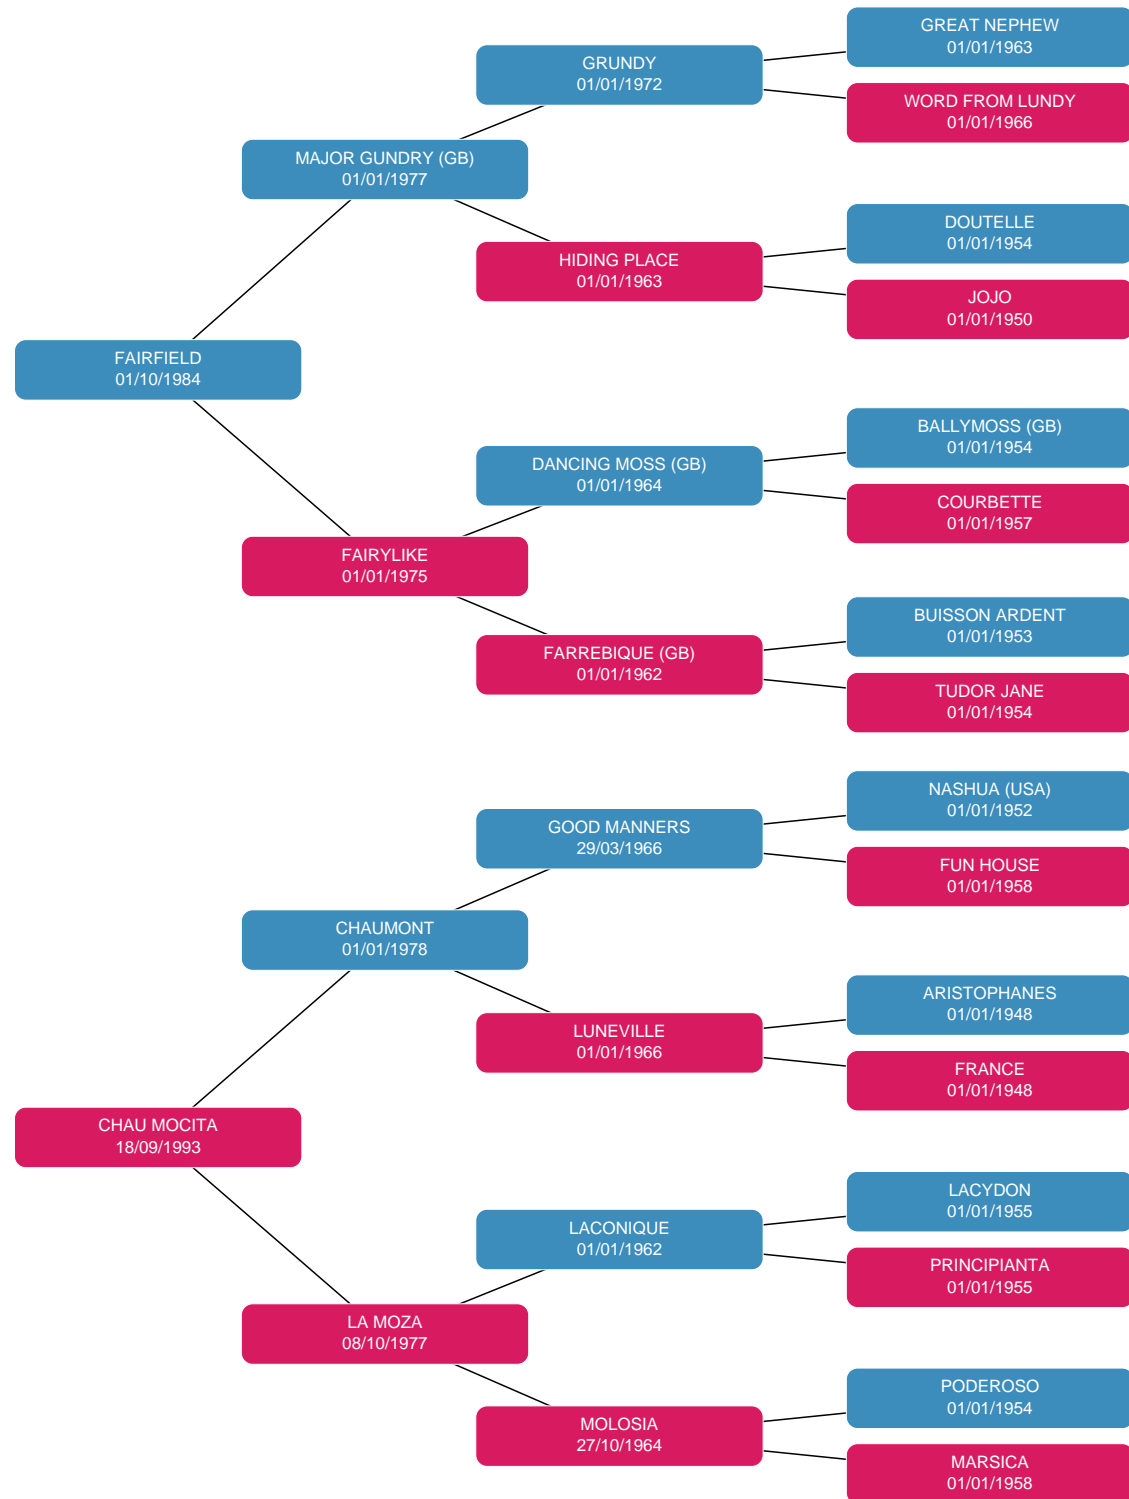 GREAT NEPHEW
01/01/1963
GRUNDY
01/01/1972
WORD FROM LUNDY
01/01/1966
MAJOR GUNDRY (GB)
01/01/1977
DOUTELLE
01/01/1954
HIDING PLACE
01/01/1963
JOJO
01/01/1950
FAIRFIELD
01/10/1984
BALLYMOSS (GB)
01/01/1954
DANCING MOSS (GB)
01/01/1964
COURBETTE
01/01/1957
FAIRYLIKE
01/01/1975
BUISSON ARDENT
01/01/1953
FARREBIQUE (GB)
01/01/1962
TUDOR JANE
01/01/1954
NASHUA (USA)
01/01/1952
GOOD MANNERS
29/03/1966
FUN HOUSE
01/01/1958
CHAUMONT
01/01/1978
ARISTOPHANES
01/01/1948
LUNEVILLE
01/01/1966
FRANCE
01/01/1948
CHAU MOCITA
18/09/1993
LACYDON
01/01/1955
LACONIQUE
01/01/1962
PRINCIPIANTA
01/01/1955
LA MOZA
08/10/1977
PODEROSO
01/01/1954
MOLOSIA
27/10/1964
MARSICA
01/01/1958